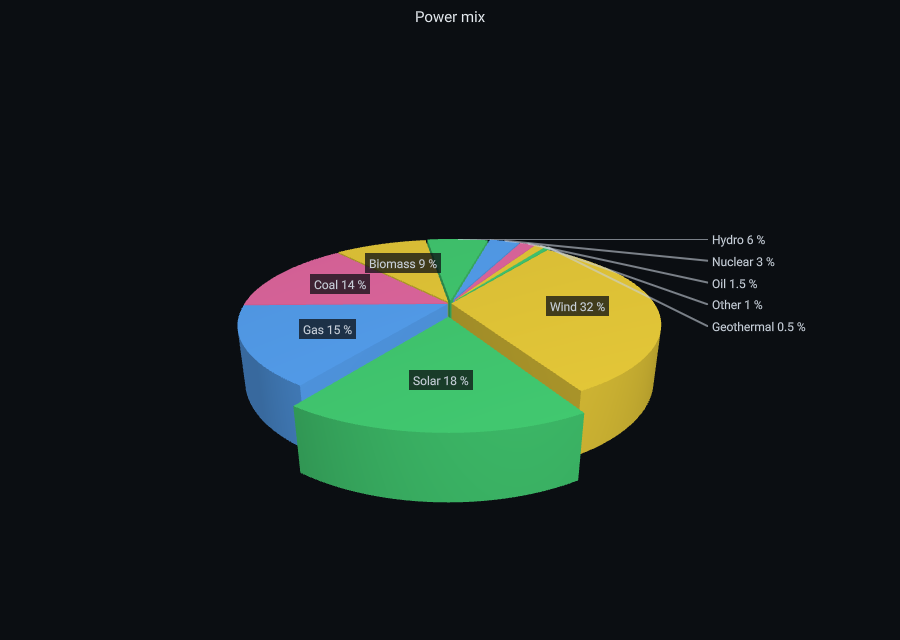 Power mix
Hydro 6 %
Nuclear 3 %
Biomass 9 %
Coal 14 %
Oil 1.5 %
Wind 32 %
Other 1 %
Gas 15 %
Geothermal 0.5 %
Solar 18 %